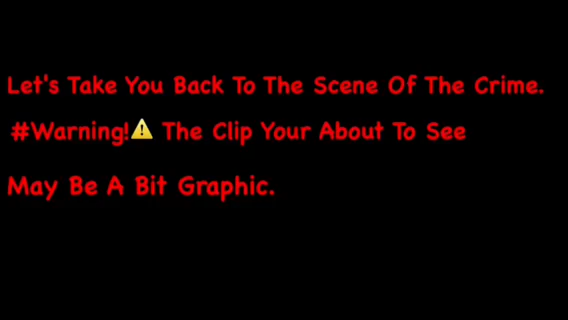 Let's Take You Back To The Scene Of The Crime.
#Warning!⚠️ The Clip Your About To See
May Be A Bit Graphic.